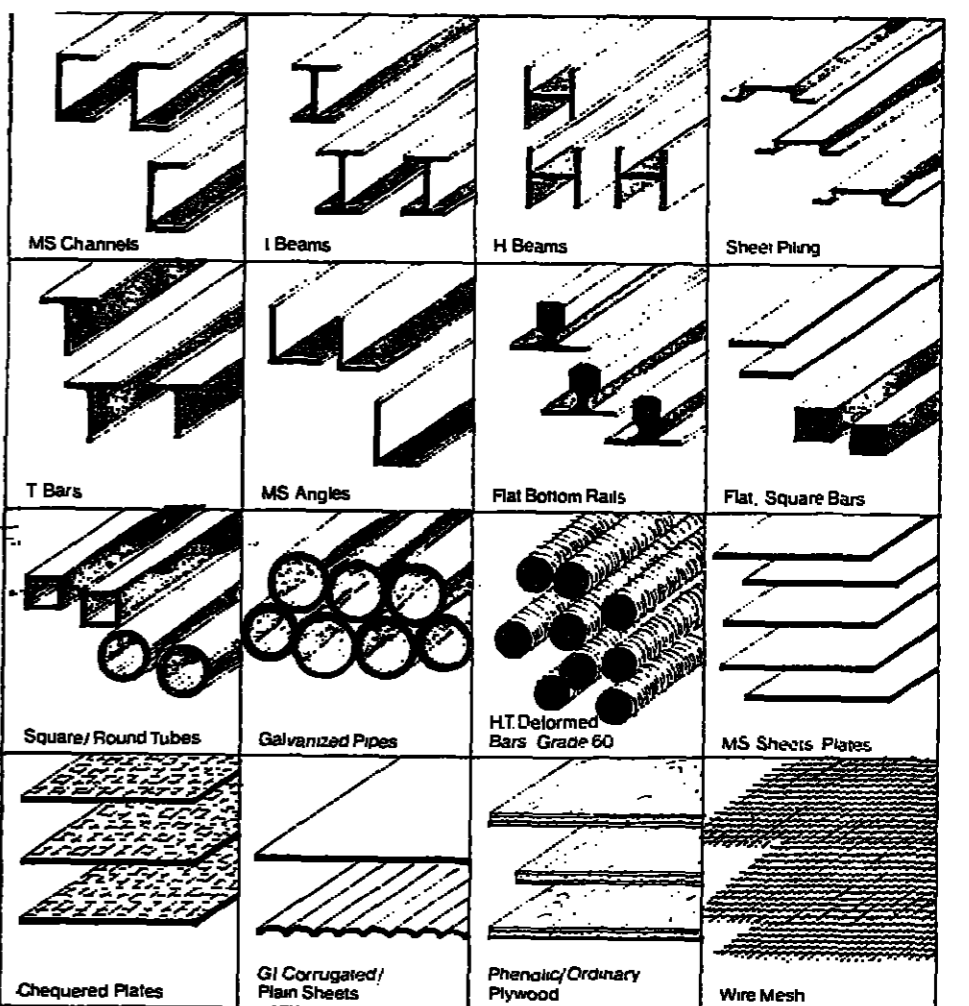 MS Channels
I Beams
H Beams
Sheet Piling
T Bars
MS Angles
Flat Bottom Rails
Flat, Square Bars
Square/Round Tubes
Galvanized Pipes
H.T. Deformed
Bars Grade 60
MS Sheets Plates
Chequered Plates
GI Corrugated/
Plain Sheets
Phenolic/Ordinary
Plywood
Wire Mesh